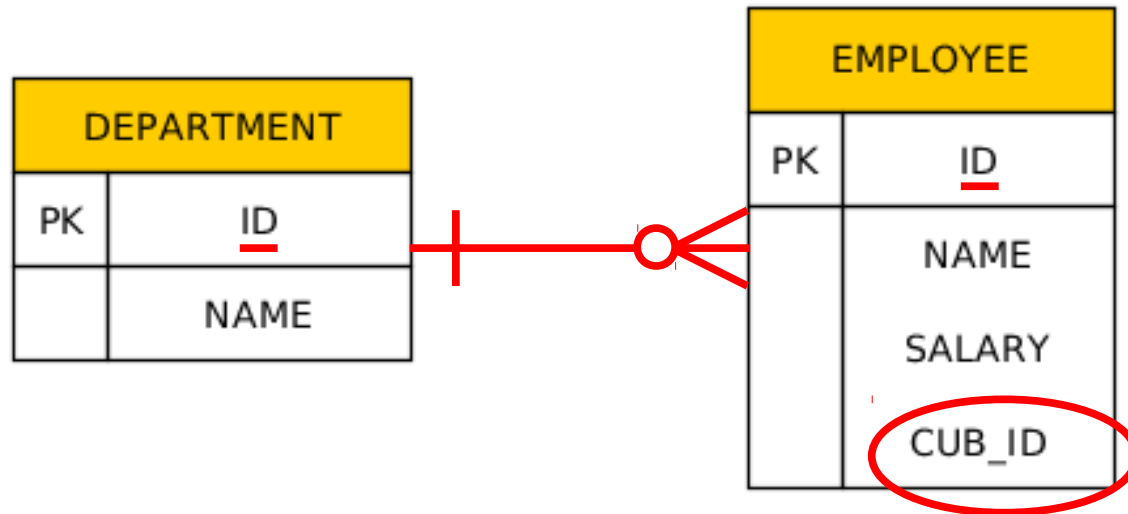 DEPARTMENT
PK ID
NAME
EMPLOYEE
PK ID
NAME
SALARY
CUB_ID